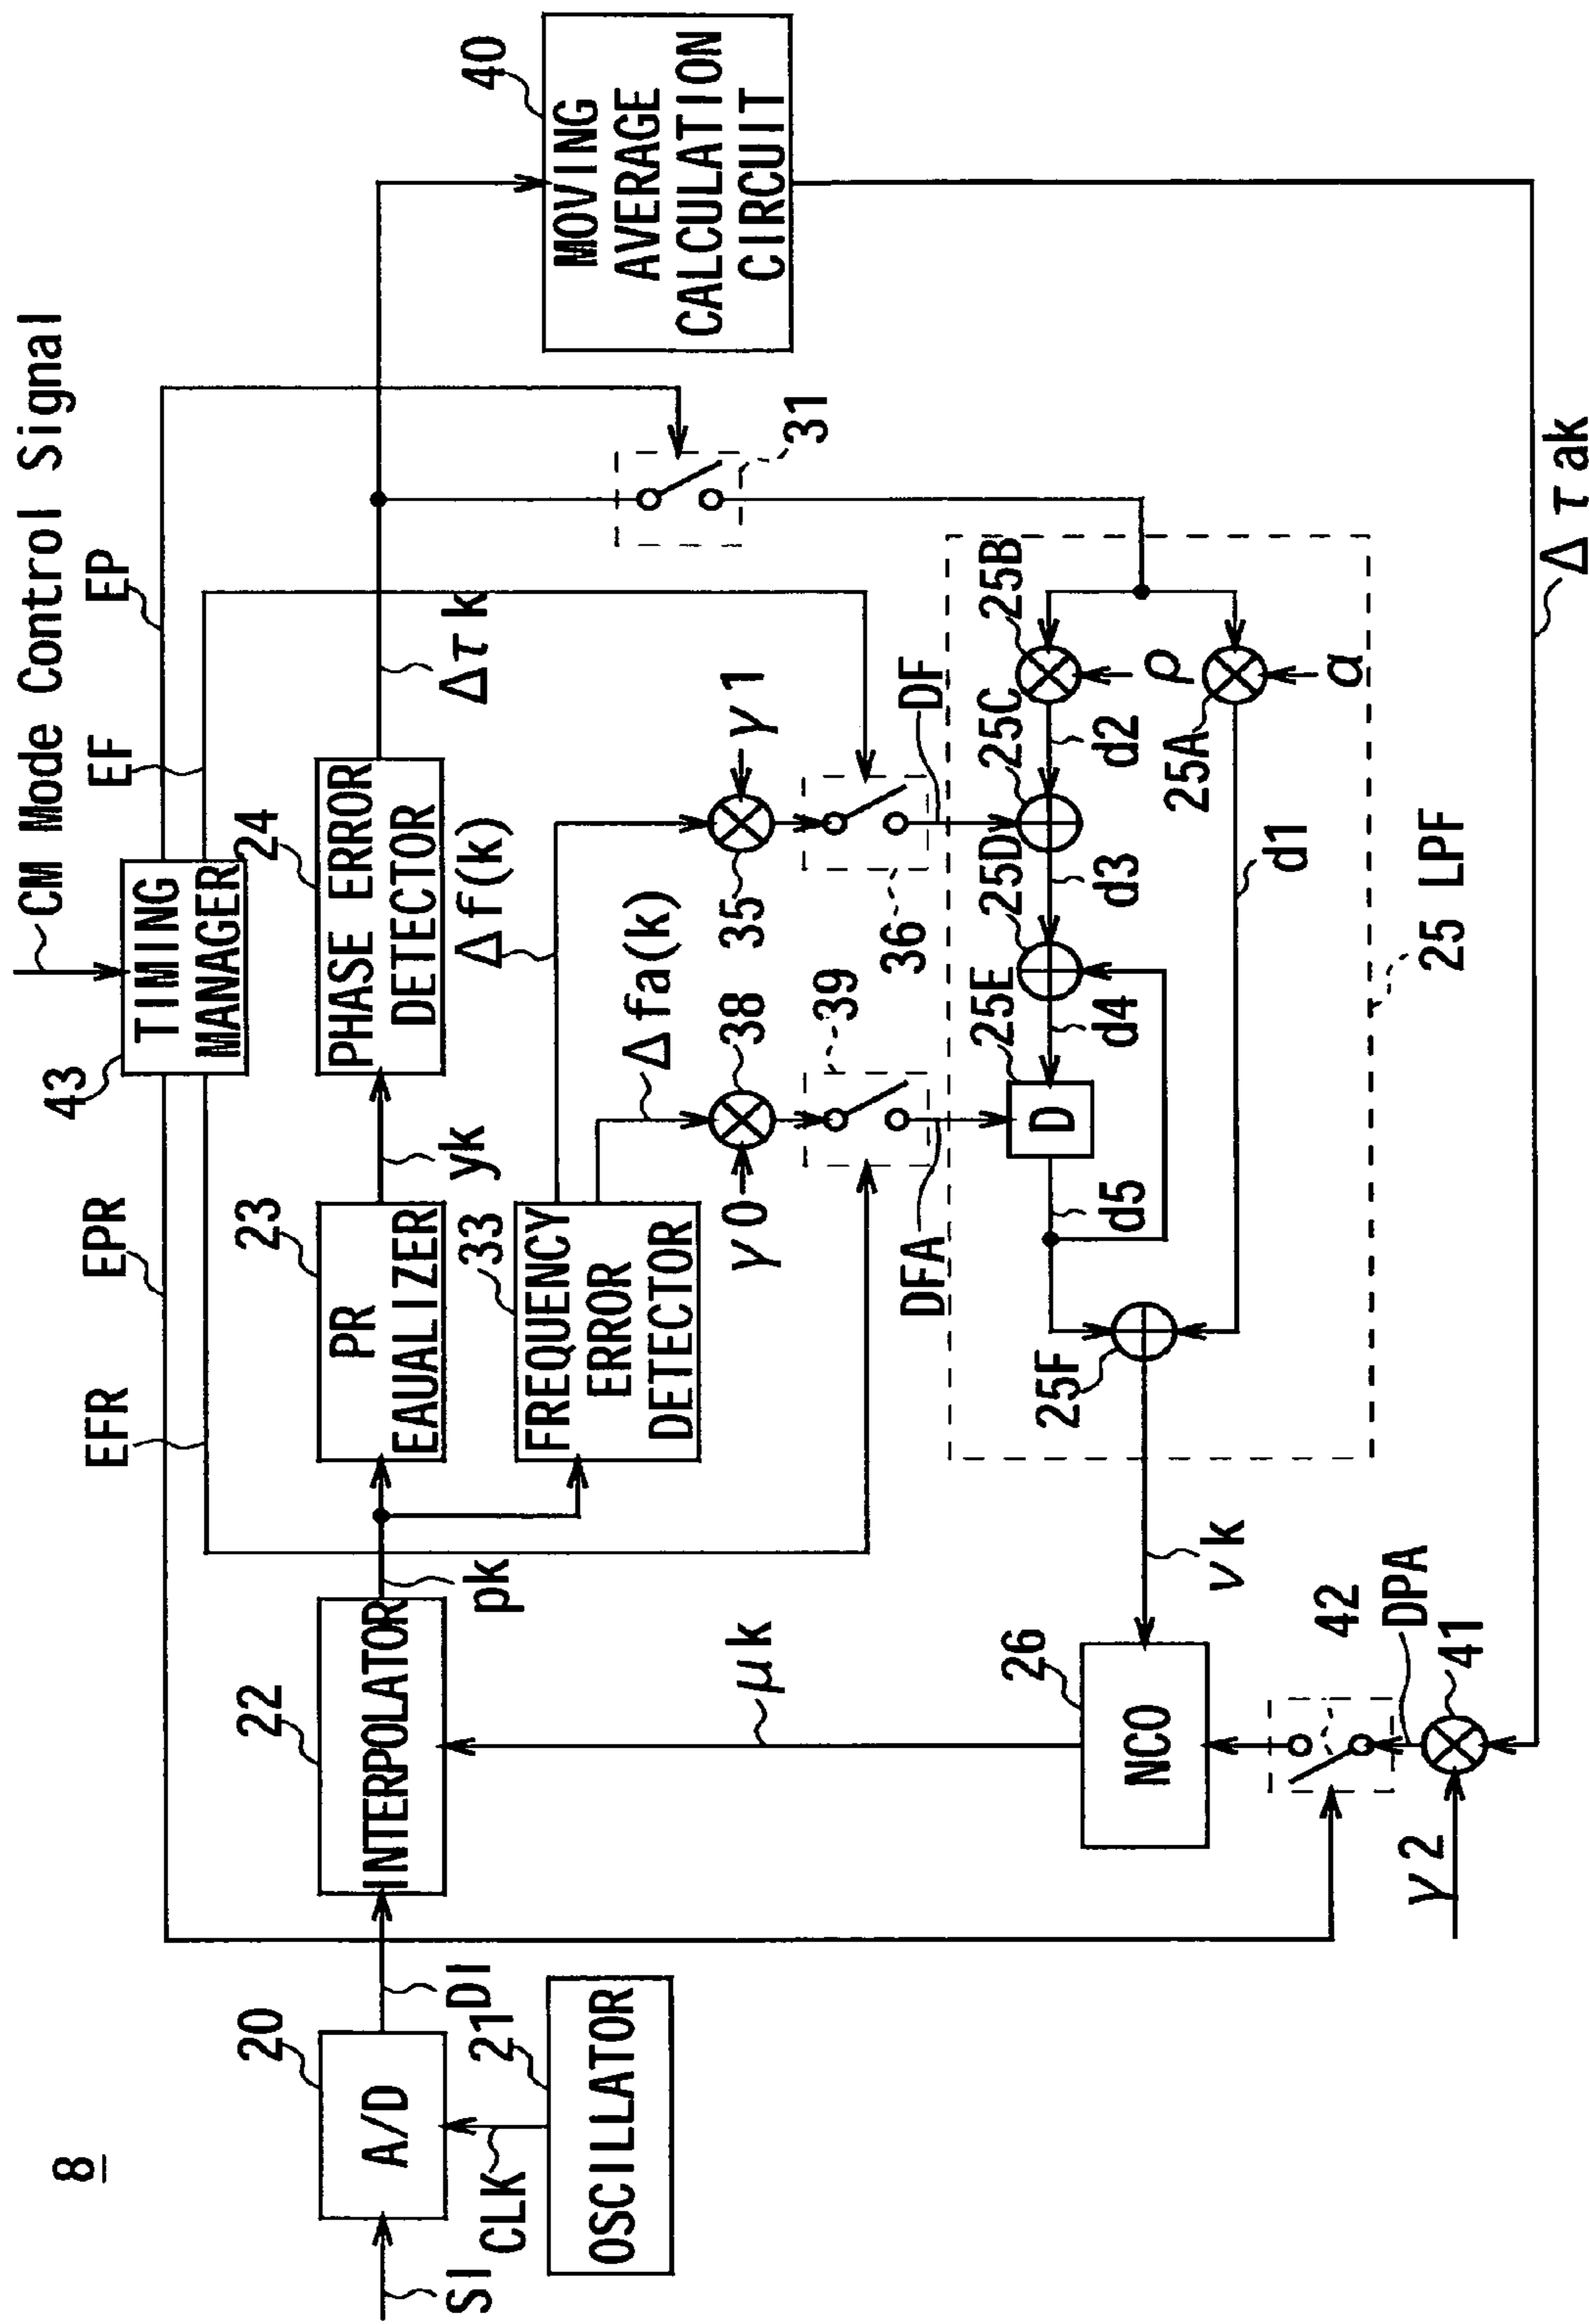 8
CM Mode Control Signal
EFR
EPR
EF
EP
43
TIMING
MANAGER
SI
20
A/D
DI
22
INTERPOLATOR
pk
23
PR
EAUALIZER
yk
24
PHASE ERROR
DETECTOR
Δτk
40
MOVING
AVERAGE
CALCULATION
CIRCUIT
CLK
21
OSCILLATOR
33
FREQUENCY
ERROR
DETECTOR
Δf(k)
Δfa(k)
μk
γ0
38
35
γ1
39
36
31
DFA
DF
25F
25E
25D
25C
25B
D
d5
d4
d3
d2
ρ
25A
α
d1
25 LPF
26
NCO
νk
42
DPA
41
γ2
Δτak